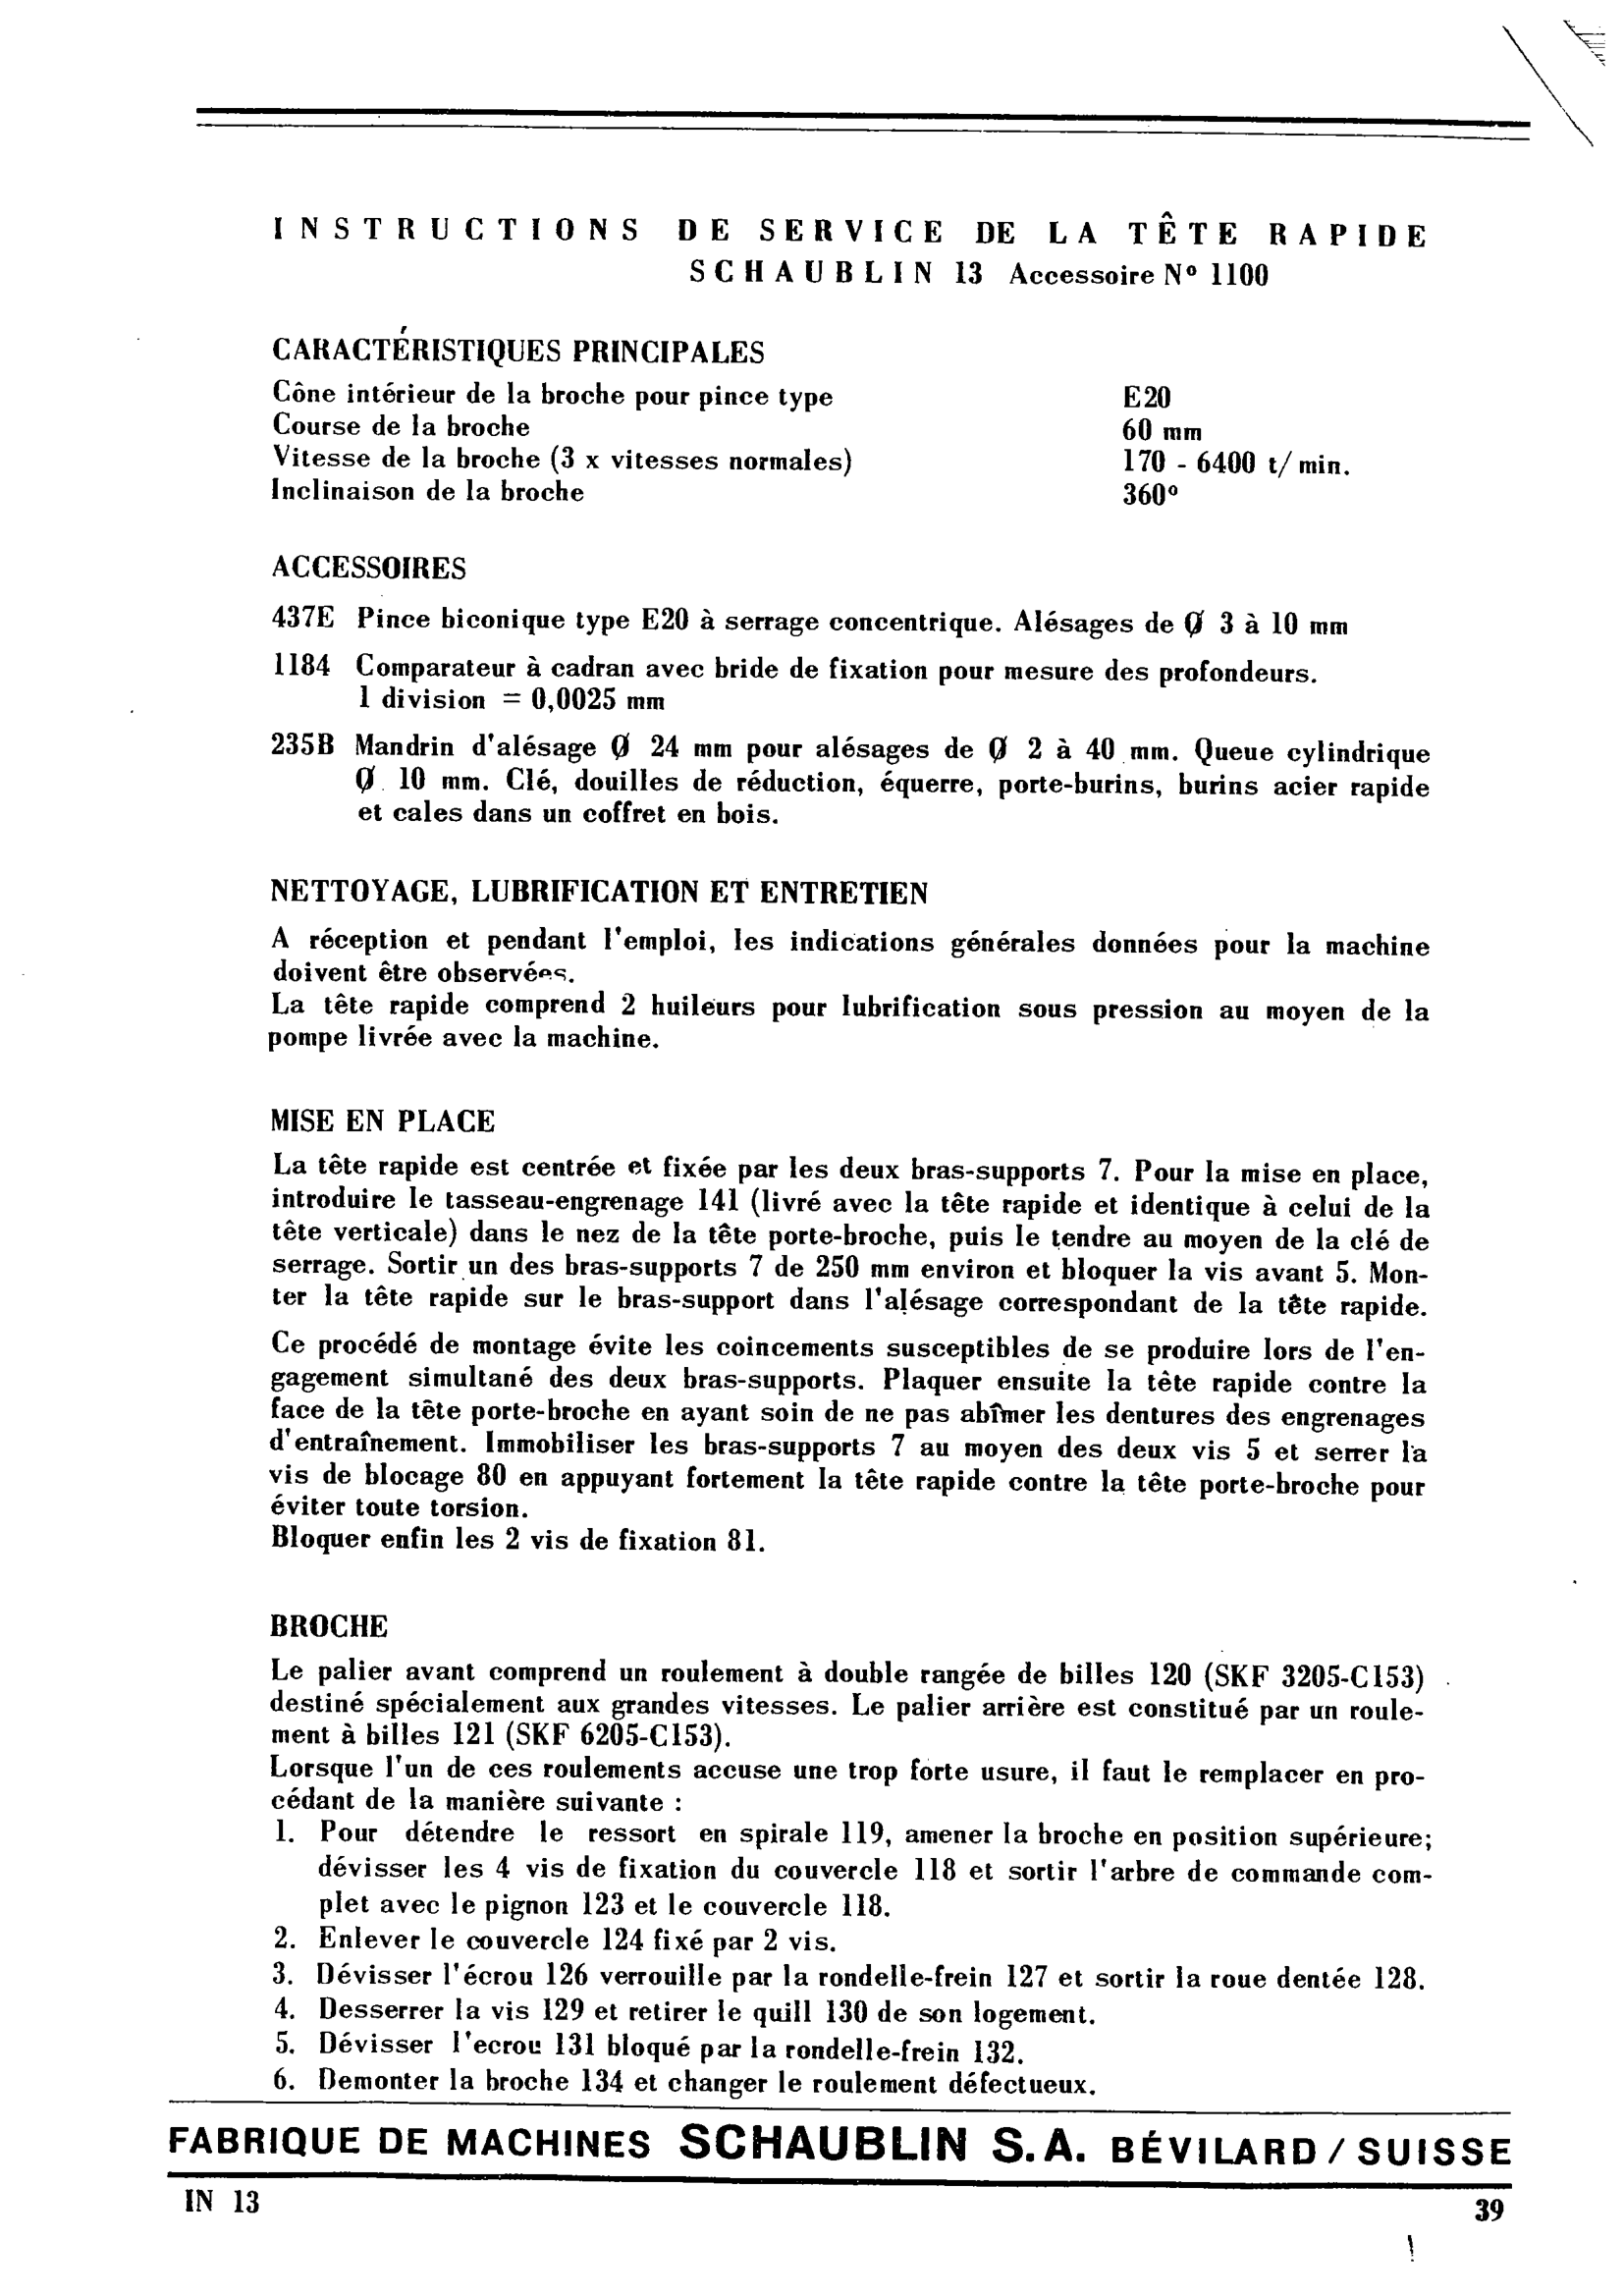 INSTRUCTIONS DE SERVICE DE LA TÊTE RAPIDE
SCHAUBLIN 13 Accessoire Nº 1100
CARACTÉRISTIQUES PRINCIPALES
Cône intérieur de la broche pour pince type E20
Course de la broche 60 mm
Vitesse de la broche (3 x vitesses normales) 170 - 6400 t/min.
Inclinaison de la broche 360º
ACCESSOIRES
437E Pince biconique type E20 à serrage concentrique. Alésages de Ø 3 à 10 mm
1184 Comparateur à cadran avec bride de fixation pour mesure des profondeurs.
1 division = 0,0025 mm
235B Mandrin d'alésage Ø 24 mm pour alésages de Ø 2 à 40 mm. Queue cylindrique
Ø 10 mm. Clé, douilles de réduction, équerre, porte-burins, burins acier rapide
et cales dans un coffret en bois.
NETTOYAGE, LUBRIFICATION ET ENTRETIEN
A réception et pendant l'emploi, les indications générales données pour la machine
doivent être observées.
La tête rapide comprend 2 huileurs pour lubrification sous pression au moyen de la
pompe livrée avec la machine.
MISE EN PLACE
La tête rapide est centrée et fixée par les deux bras-supports 7. Pour la mise en place,
introduire le tasseau-engrenage 141 (livré avec la tête rapide et identique à celui de la
tête verticale) dans le nez de la tête porte-broche, puis le tendre au moyen de la clé de
serrage. Sortir un des bras-supports 7 de 250 mm environ et bloquer la vis avant 5. Mon-
ter la tête rapide sur le bras-support dans l'alésage correspondant de la tête rapide.
Ce procédé de montage évite les coincements susceptibles de se produire lors de l'en-
gagement simultané des deux bras-supports. Plaquer ensuite la tête rapide contre la
face de la tête porte-broche en ayant soin de ne pas abîmer les dentures des engrenages
d'entraînement. Immobiliser les bras-supports 7 au moyen des deux vis 5 et serrer la
vis de blocage 80 en appuyant fortement la tête rapide contre la tête porte-broche pour
éviter toute torsion.
Bloquer enfin les 2 vis de fixation 81.
BROCHE
Le palier avant comprend un roulement à double rangée de billes 120 (SKF 3205-C153)
destiné spécialement aux grandes vitesses. Le palier arrière est constitué par un roule-
ment à billes 121 (SKF 6205-C153).
Lorsque l'un de ces roulements accuse une trop forte usure, il faut le remplacer en pro-
cédant de la manière suivante :
1. Pour détendre le ressort en spirale 119, amener la broche en position supérieure;
dévisser les 4 vis de fixation du couvercle 118 et sortir l'arbre de commande com-
plet avec le pignon 123 et le couvercle 118.
2. Enlever le couvercle 124 fixé par 2 vis.
3. Dévisser l'écrou 126 verrouille par la rondelle-frein 127 et sortir la roue dentée 128.
4. Desserrer la vis 129 et retirer le quill 130 de son logement.
5. Dévisser l'ecrou 131 bloqué par la rondelle-frein 132.
6. Demonter la broche 134 et changer le roulement défectueux.
FABRIQUE DE MACHINES SCHAUBLIN S.A. BÉVILARD / SUISSE
IN 13
39